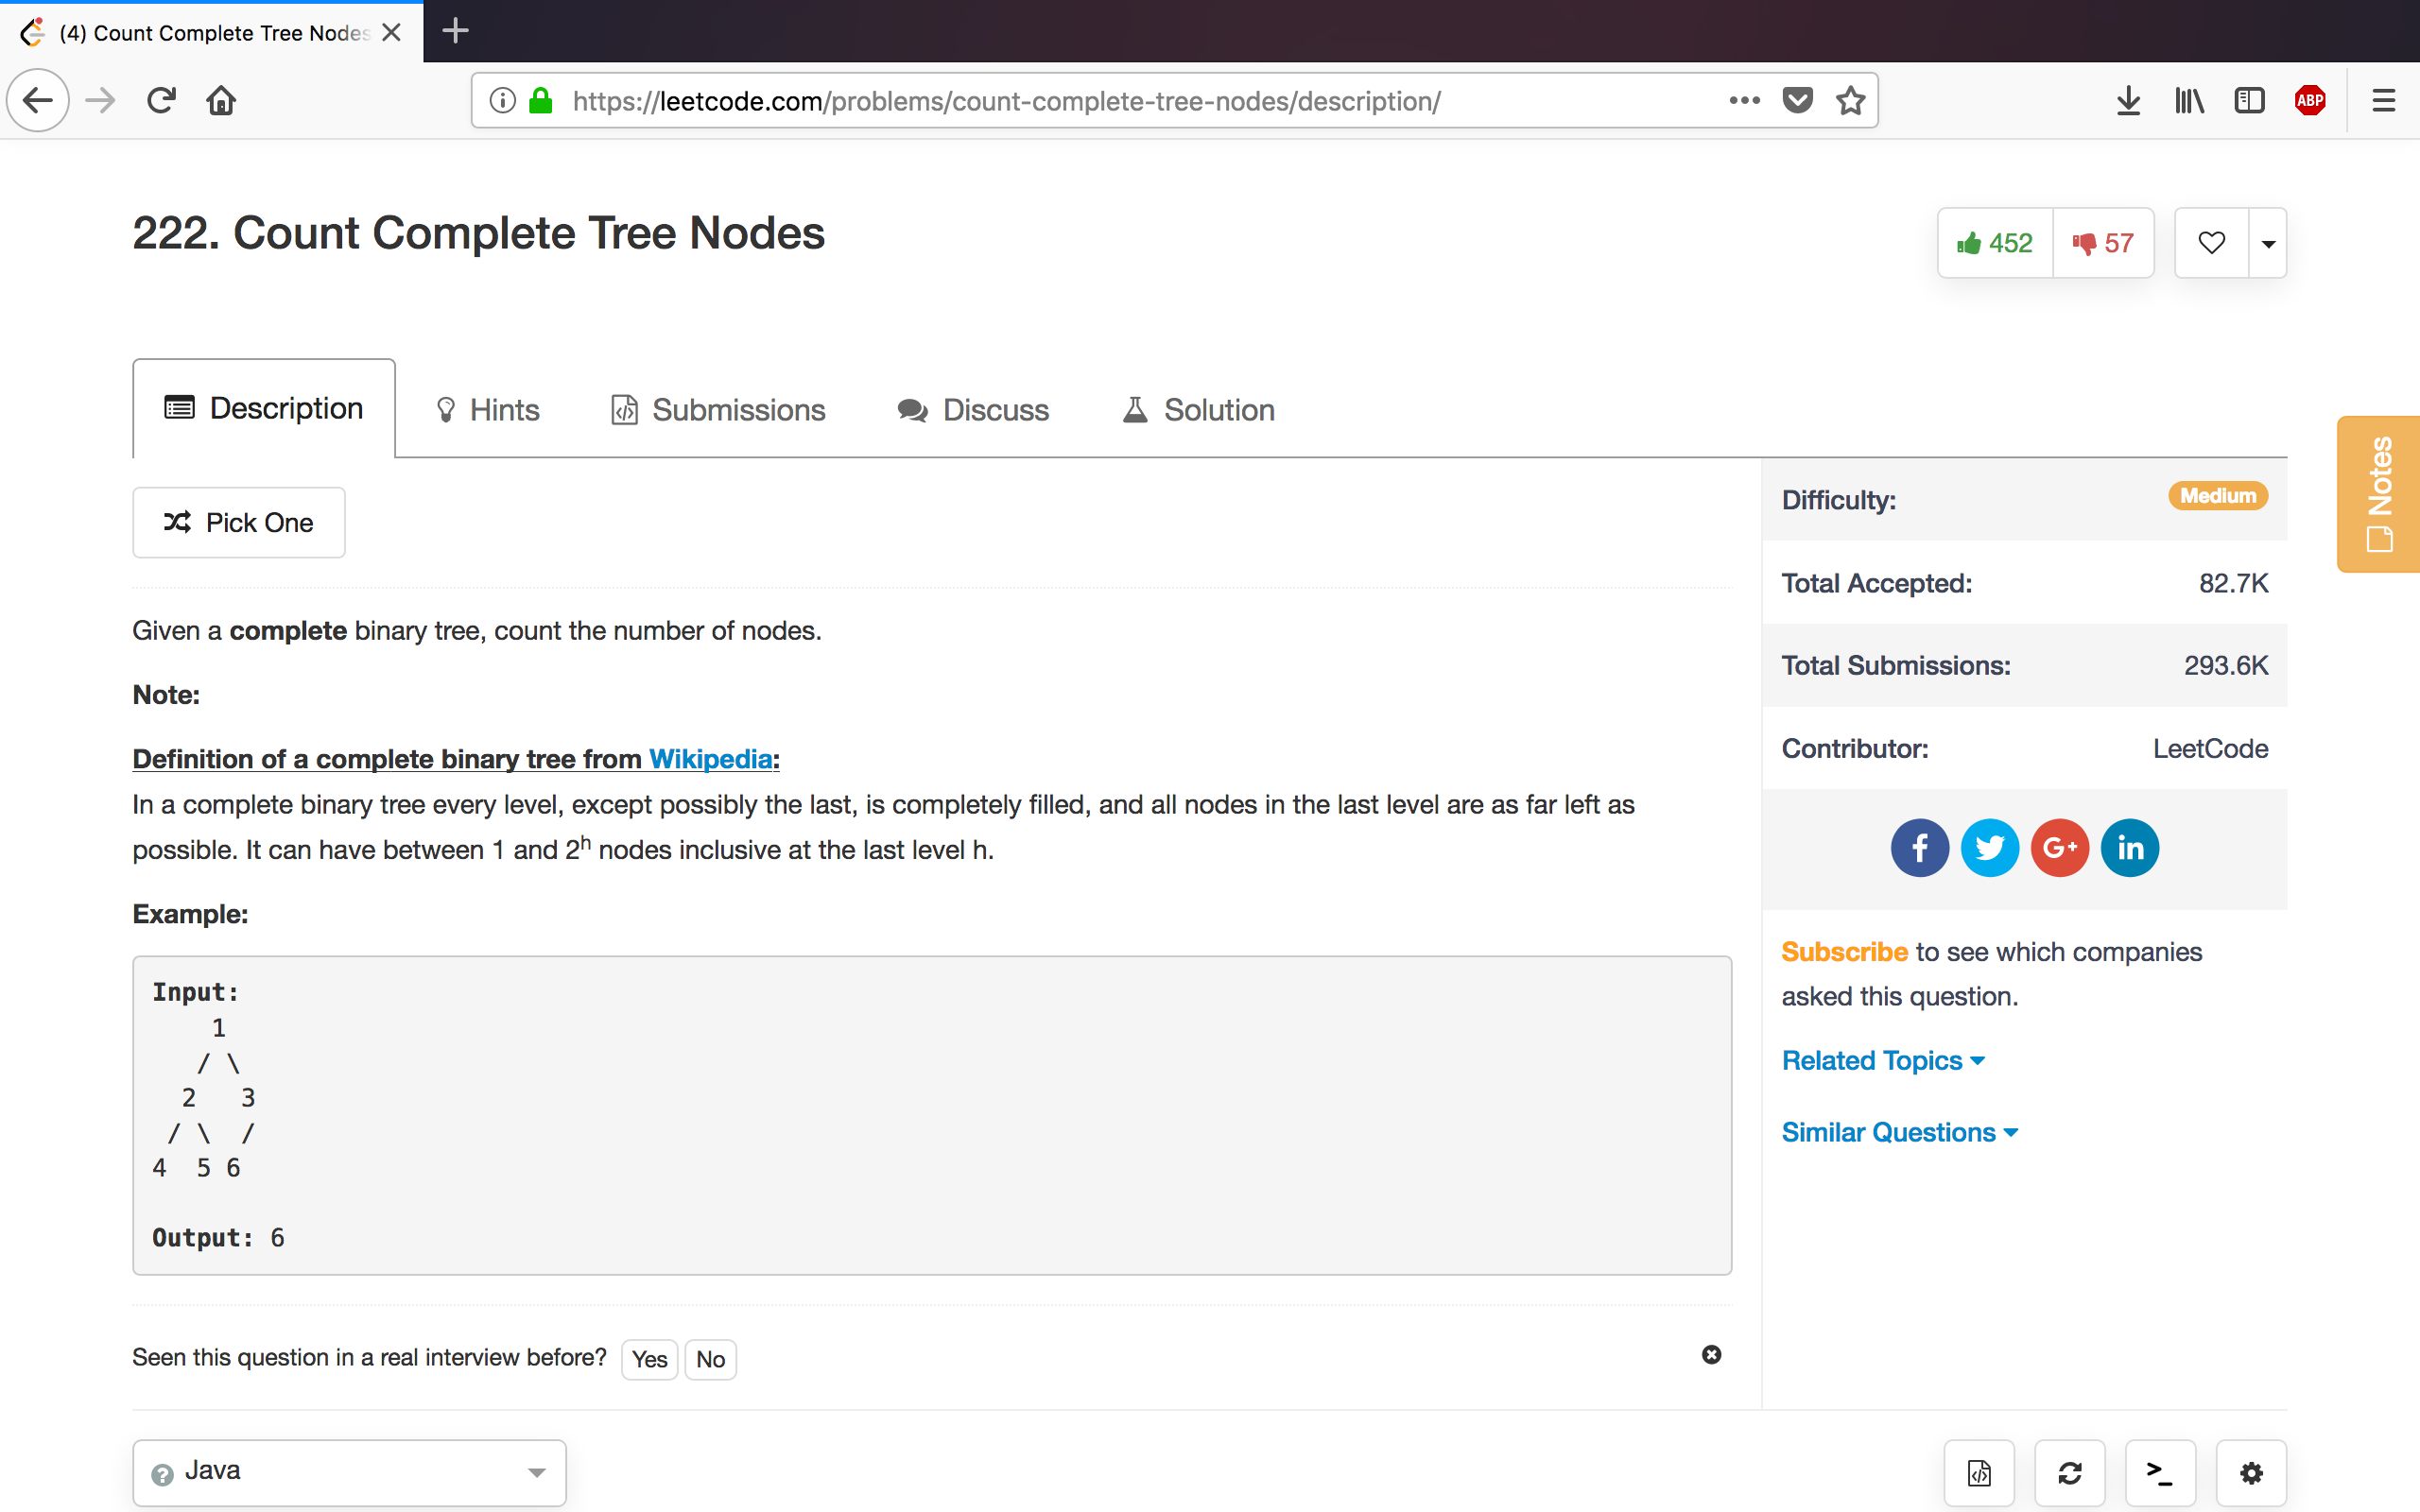 (4) Count Complete Tree Nodes
https://leetcode.com/problems/count-complete-tree-nodes/description/
ABP
222. Count Complete Tree Nodes
452
57
Description
Hints
Submissions
Discuss
Solution
Notes
Pick One
Difficulty:
Medium
Total Accepted:
82.7K
Total Submissions:
293.6K
Contributor:
LeetCode
f
G+
in
Subscribe to see which companies
asked this question.
Related Topics
Similar Questions
Given a complete binary tree, count the number of nodes.
Note:
Definition of a complete binary tree from Wikipedia:
In a complete binary tree every level, except possibly the last, is completely filled, and all nodes in the last level are as far left as
possible. It can have between 1 and 2ʰ nodes inclusive at the last level h.
Example:
Input:
    1
   / \
  2   3
 / \  /
4  5 6
Output: 6
Seen this question in a real interview before? Yes No
? Java